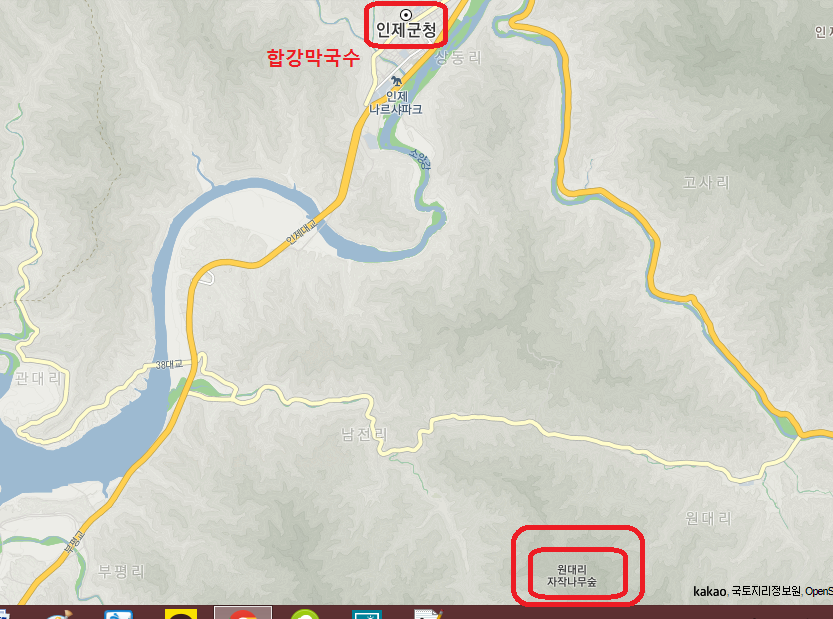 인제군청
합강막국수
상동리
인제
나르샤파크
소양강
고사리
인제대교
38대교
관대리
남전리
원대리
원대리
자작나무숲
부평교
부평리
kakao, 국토지리정보원, OpenS